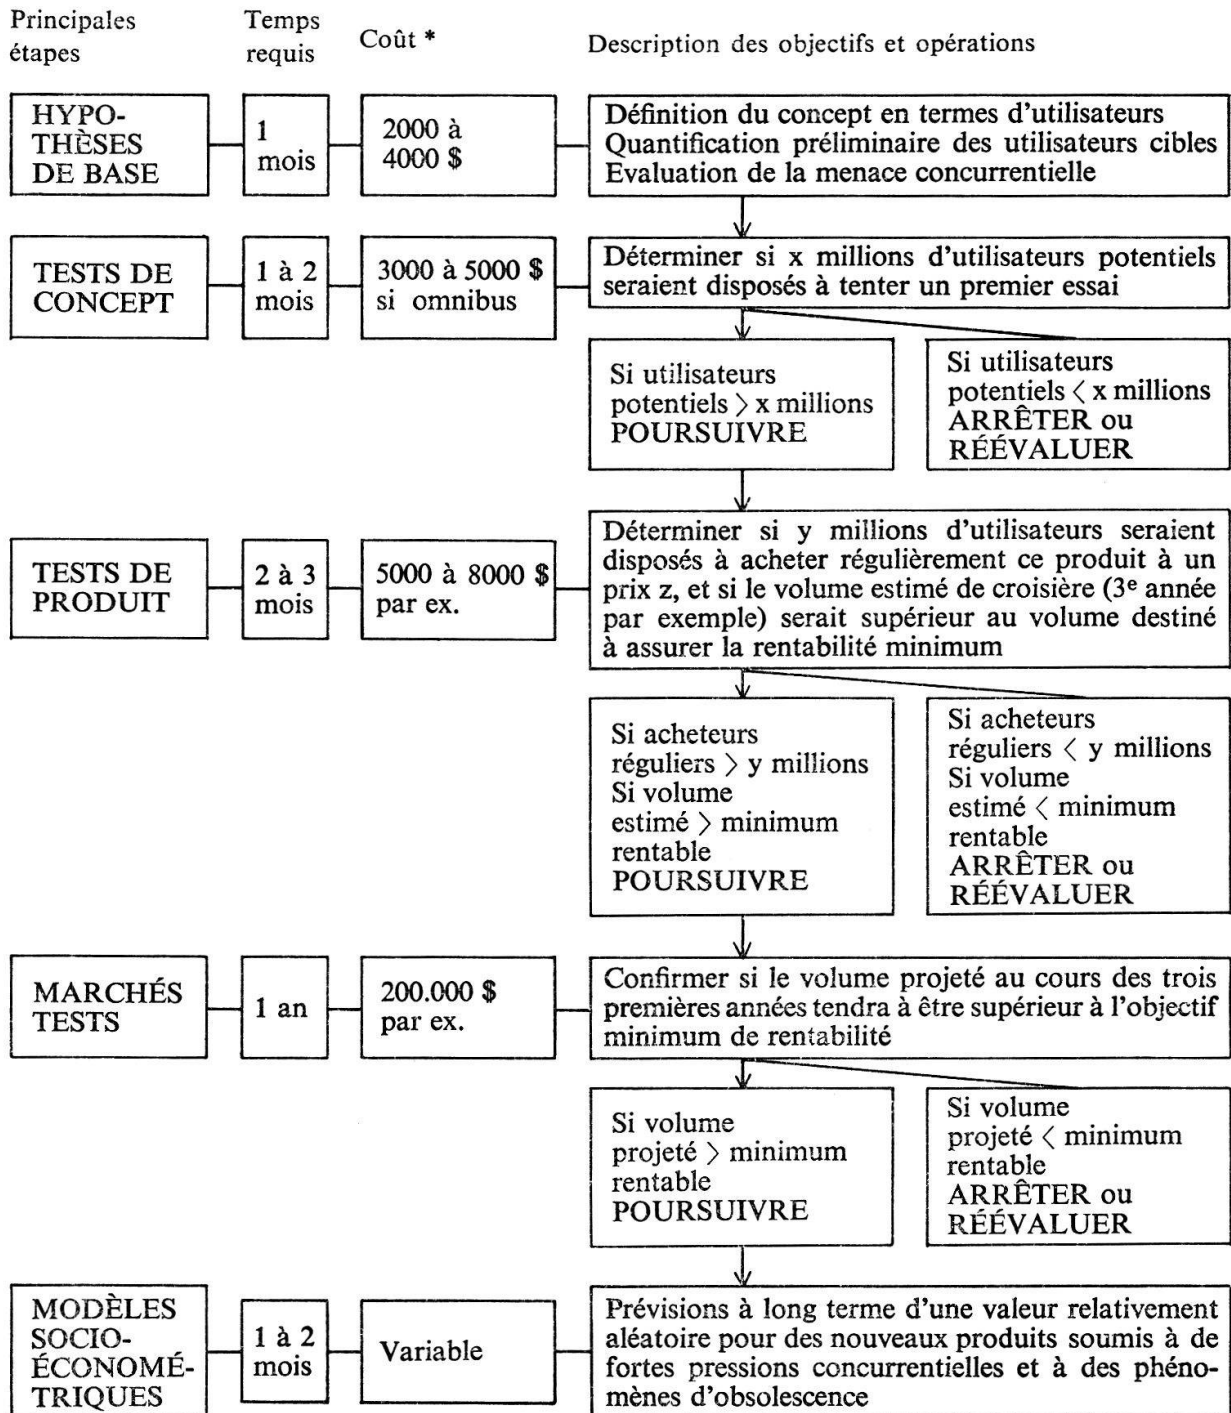 Principales
étapes
Temps
requis
Coût *
Description des objectifs et opérations
HYPO-
THÈSES
DE BASE
1
mois
2000 à
4000 $
Définition du concept en termes d'utilisateurs
Quantification préliminaire des utilisateurs cibles
Evaluation de la menace concurrentielle
TESTS DE
CONCEPT
1 à 2
mois
3000 à 5000 $
si omnibus
Déterminer si x millions d'utilisateurs potentiels
seraient disposés à tenter un premier essai
Si utilisateurs
potentiels > x millions
POURSUIVRE
Si utilisateurs
potentiels < x millions
ARRÊTER ou
RÉÉVALUER
TESTS DE
PRODUIT
2 à 3
mois
5000 à 8000 $
par ex.
Déterminer si y millions d'utilisateurs seraient
disposés à acheter régulièrement ce produit à un
prix z, et si le volume estimé de croisière (3e année
par exemple) serait supérieur au volume destiné
à assurer la rentabilité minimum
Si acheteurs
réguliers > y millions
Si volume
estimé > minimum
rentable
POURSUIVRE
Si acheteurs
réguliers < y millions
Si volume
estimé < minimum
rentable
ARRÊTER ou
RÉÉVALUER
MARCHÉS
TESTS
1 an
200.000 $
par ex.
Confirmer si le volume projeté au cours des trois
premières années tendra à être supérieur à l'objectif
minimum de rentabilité
Si volume
projeté > minimum
rentable
POURSUIVRE
Si volume
projeté < minimum
rentable
ARRÊTER ou
RÉÉVALUER
MODÈLES
SOCIO-
ÉCONOMÉ-
TRIQUES
1 à 2
mois
Variable
Prévisions à long terme d'une valeur relativement
aléatoire pour des nouveaux produits soumis à de
fortes pressions concurrentielles et à des phéno-
mènes d'obsolescence